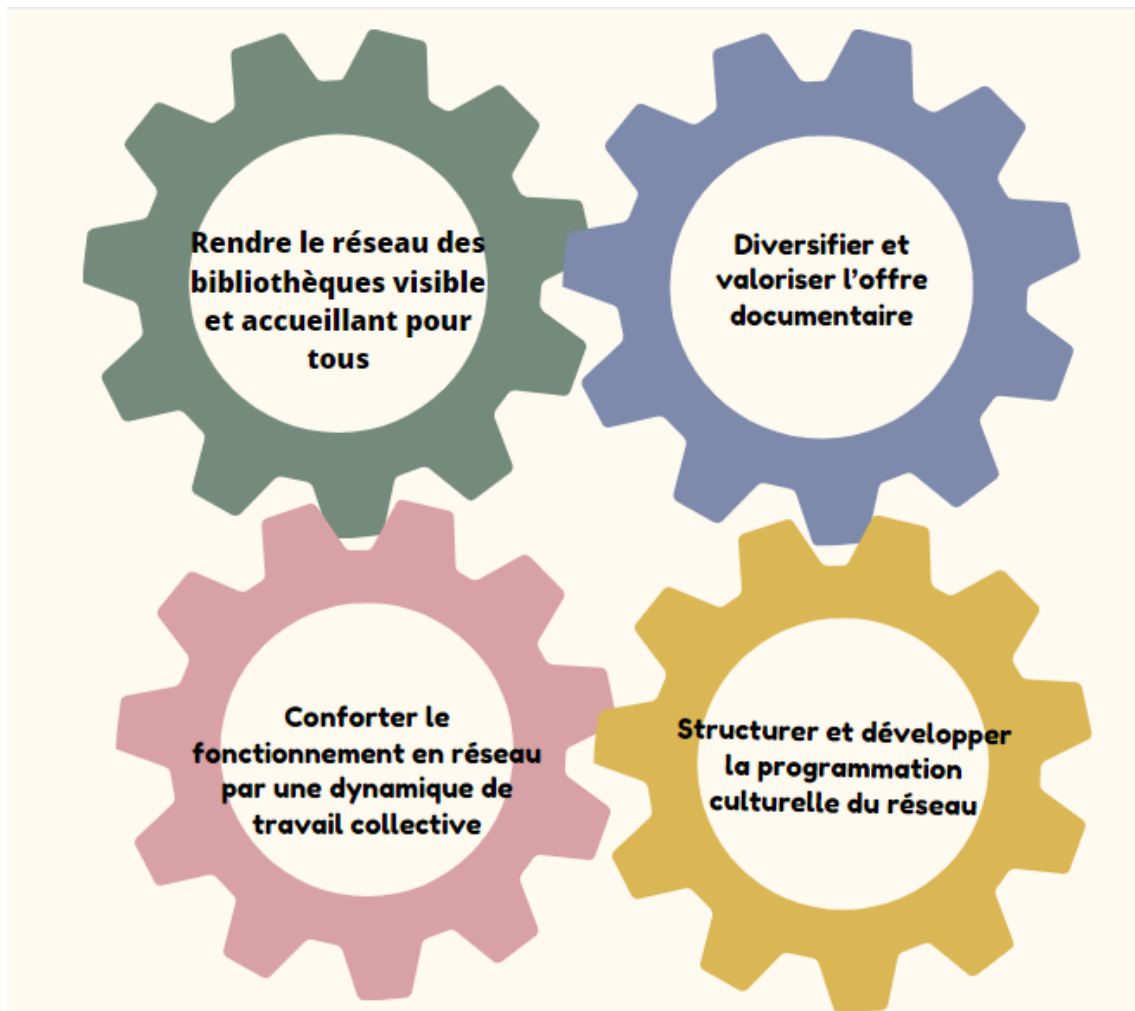 Rendre le réseau des
bibliothèques visible
et accueillant pour
tous
Diversifier et
valoriser l’offre
documentaire
Conforter le
fonctionnement en réseau
par une dynamique de
travail collective
Structurer et développer
la programmation
culturelle du réseau